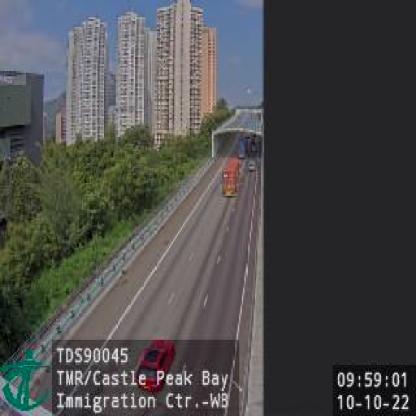 TDS90045
TMR/Castle Peak Bay
Immigration Ctr.-WB
09:59:01
10-10-22